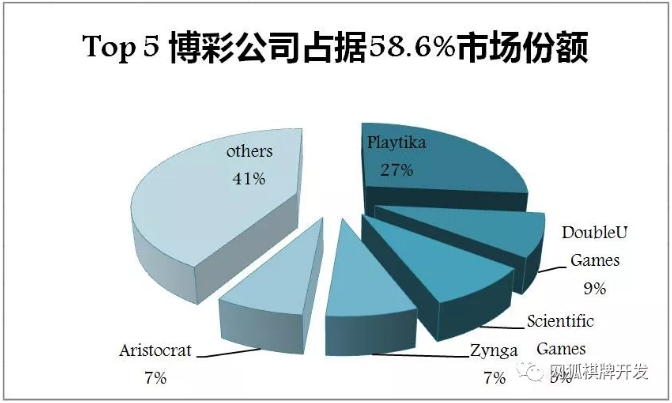 Top 5 博彩公司占据58.6%市场份额
others
41%
Playtika
27%
DoubleU
Games
9%
Scientific
Games
Zynga
7%
Aristocrat
7%
网狐棋牌开发